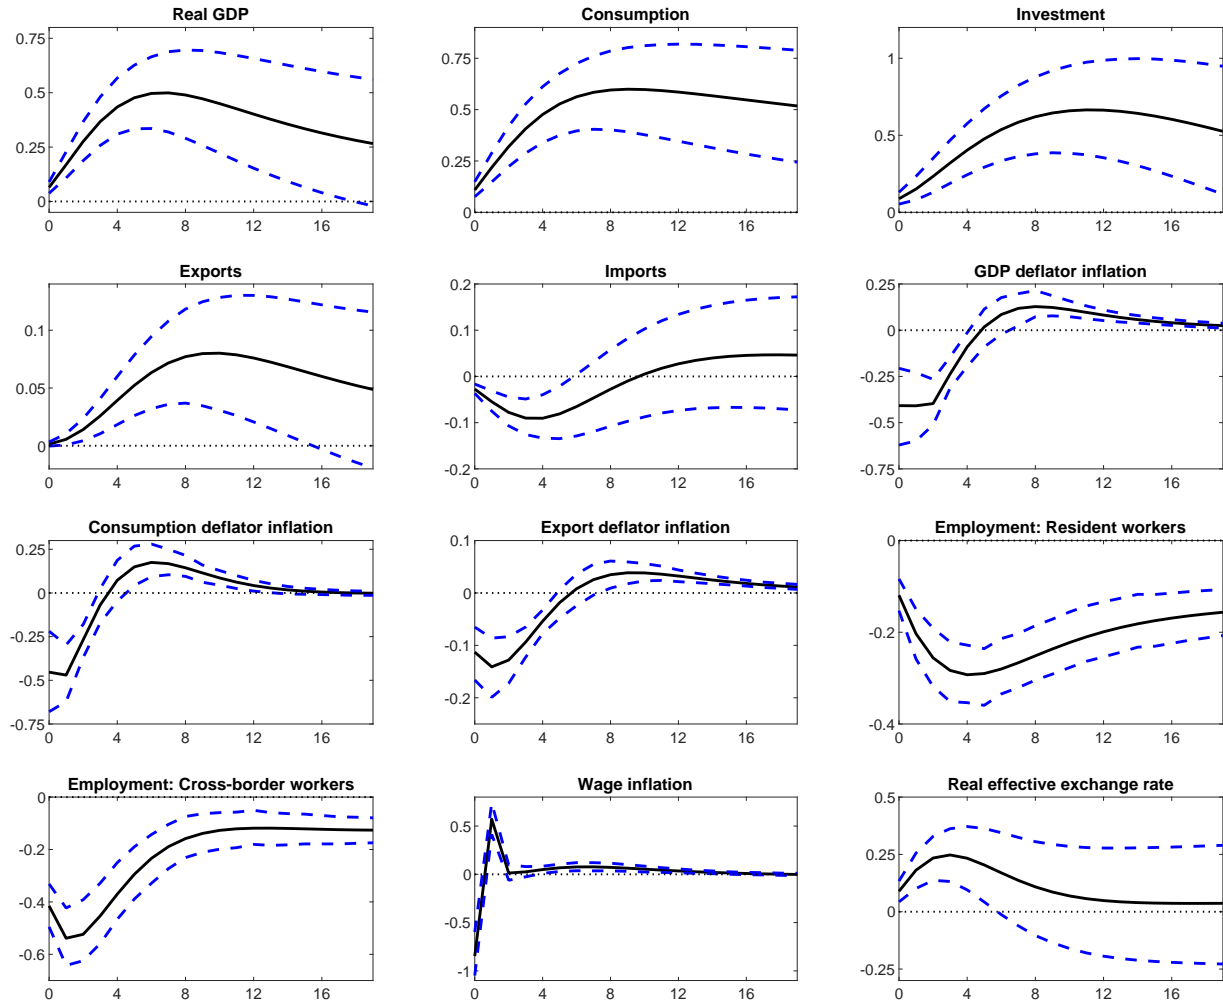 Real GDP
0.75
0.5
0.25
0
0 4 8 12 16
Consumption
0.75
0.5
0.25
0
0 4 8 12 16
Investment
1
0.5
0
0 4 8 12 16
Exports
0.1
0.05
0
0 4 8 12 16
Imports
0.2
0.1
0
-0.1
-0.2
0 4 8 12 16
GDP deflator inflation
0.25
0
-0.25
-0.5
-0.75
0 4 8 12 16
Consumption deflator inflation
0.25
0
-0.25
-0.5
-0.75
0 4 8 12 16
Export deflator inflation
0.1
0
-0.1
-0.2
0 4 8 12 16
Employment: Resident workers
0
-0.2
-0.4
0 4 8 12 16
Employment: Cross-border workers
0
-0.2
-0.4
-0.6
0 4 8 12 16
Wage inflation
0.5
0
-0.5
-1
0 4 8 12 16
Real effective exchange rate
0.5
0.25
0
-0.25
0 4 8 12 16